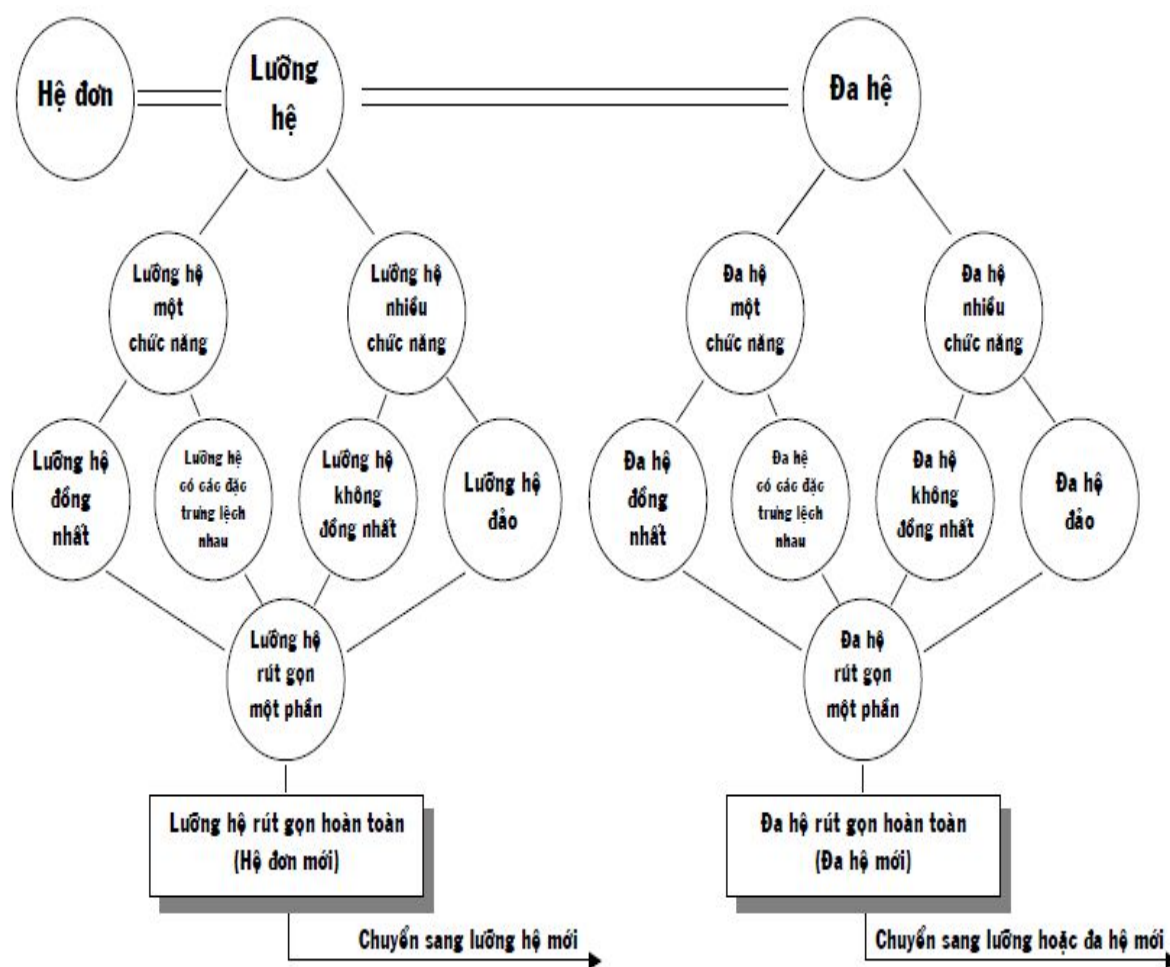 Hệ đơn
Lưỡng
hệ
Đa hệ
Lưỡng hệ
một
chức năng
Lưỡng hệ
nhiều
chức năng
Đa hệ
một
chức năng
Đa hệ
nhiều
chức năng
Lưỡng hệ
đồng
nhất
Lưỡng hệ
có các đặc
trưng lệch
nhau
Lưỡng hệ
không
đồng nhất
Lưỡng hệ
đảo
Đa hệ
đồng
nhất
Đa hệ
có các đặc
trưng lệch
nhau
Đa hệ
không
đồng nhất
Đa hệ
đảo
Lưỡng hệ
rút gọn
một phần
Đa hệ
rút gọn
một phần
Lưỡng hệ rút gọn hoàn toàn
(Hệ đơn mới)
Đa hệ rút gọn hoàn toàn
(Đa hệ mới)
Chuyển sang lưỡng hệ mới
Chuyển sang lưỡng hoặc đa hệ mới